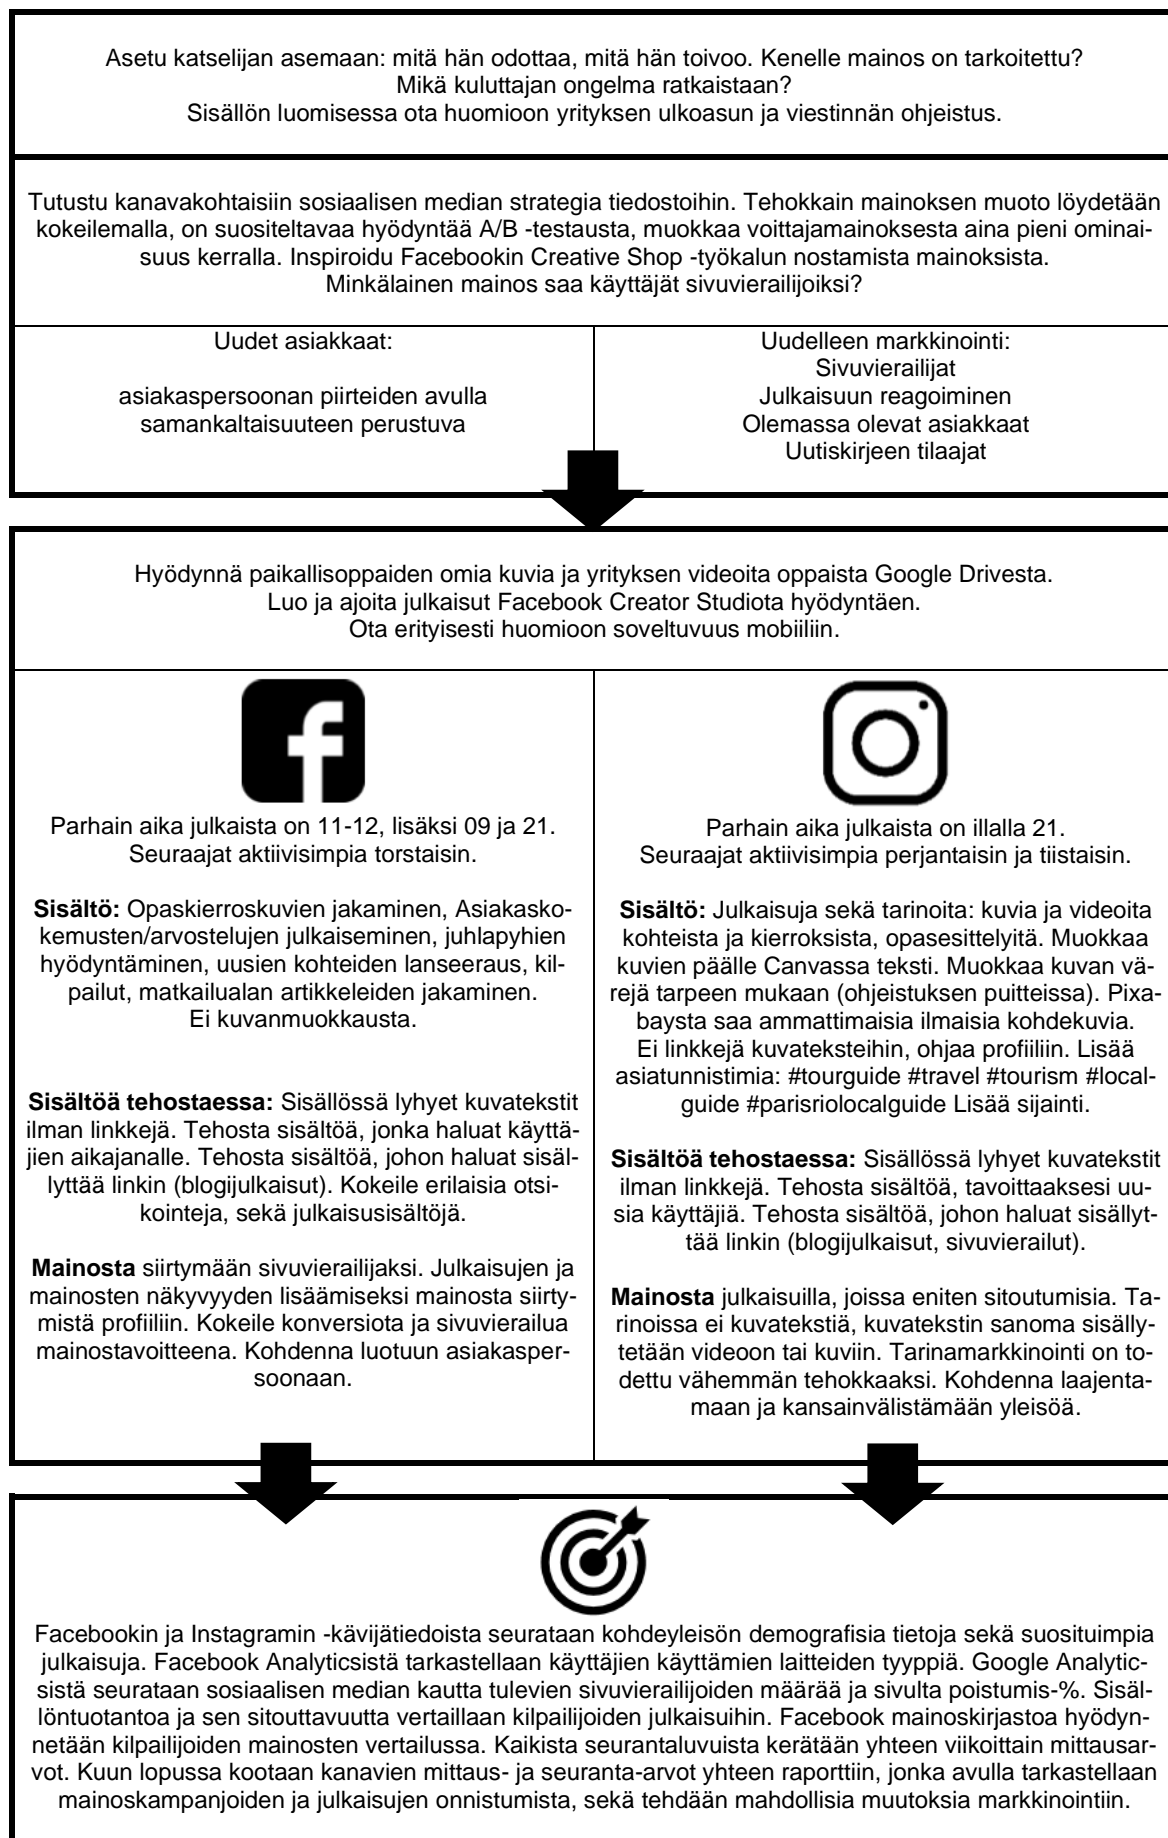 Asetu katselijan asemaan: mitä hän odottaa, mitä hän toivoo. Kenelle mainos on tarkoitettu?
Mikä kuluttajan ongelma ratkaistaan?
Sisällön luomisessa ota huomioon yrityksen ulkoasun ja viestinnän ohjeistus.
Tutustu kanavakohtaisiin sosiaalisen median strategia tiedostoihin. Tehokkain mainoksen muoto löydetään
kokeilemalla, on suositeltavaa hyödyntää A/B -testausta, muokkaa voittajamainoksesta aina pieni ominai-
suus kerralla. Inspiroidu Facebookin Creative Shop -työkalun nostamista mainoksista.
Minkälainen mainos saa käyttäjät sivuvierailijoiksi?
Uudet asiakkaat:
asiakaspersoonan piirteiden avulla
samankaltaisuuteen perustuva
Uudelleen markkinointi:
Sivuvierailijat
Julkaisuun reagoiminen
Olemassa olevat asiakkaat
Uutiskirjeen tilaajat
Hyödynnä paikallisoppaiden omia kuvia ja yrityksen videoita oppaista Google Drivesta.
Luo ja ajoita julkaisut Facebook Creator Studiota hyödyntäen.
Ota erityisesti huomioon soveltuvuus mobiiliin.
Parhain aika julkaista on 11-12, lisäksi 09 ja 21.
Seuraajat aktiivisimpia torstaisin.
Sisältö: Opaskierroskuvien jakaminen, Asiakasko-
kemusten/arvostelujen julkaiseminen, juhlapyhien
hyödyntäminen, uusien kohteiden lanseeraus, kil-
pailut, matkailualan artikkeleiden jakaminen.
Ei kuvanmuokkausta.
Sisältöä tehostaessa: Sisällössä lyhyet kuvatekstit
ilman linkkejä. Tehosta sisältöä, jonka haluat käyttä-
jien aikajanalle. Tehosta sisältöä, johon haluat sisäl-
lyttää linkin (blogijulkaisut). Kokeile erilaisia otsi-
kointeja, sekä julkaisusisältöjä.
Mainosta siirtymään sivuvierailijaksi. Julkaisujen ja
mainosten näkyvyyden lisäämiseksi mainosta siirty-
mistä profiiliin. Kokeile konversiota ja sivuvierailua
mainostavoitteena. Kohdenna luotuun asiakasper-
soonaan.
Parhain aika julkaista on illalla 21.
Seuraajat aktiivisimpia perjantaisin ja tiistaisin.
Sisältö: Julkaisuja sekä tarinoita: kuvia ja videoita
kohteista ja kierroksista, opasesittelyitä. Muokkaa
kuvien päälle Canvassa teksti. Muokkaa kuvan vä-
rejä tarpeen mukaan (ohjeistuksen puitteissa). Pixa-
baysta saa ammattimaisia ilmaisia kohdekuvia.
Ei linkkejä kuvateksteihin, ohjaa profiiliin. Lisää
asiatunnistimia: #tourguide #travel #tourism #local-
guide #parisriolocalguide Lisää sijainti.
Sisältöä tehostaessa: Sisällössä lyhyet kuvatekstit
ilman linkkejä. Tehosta sisältöä, tavoittaaksesi uu-
sia käyttäjiä. Tehosta sisältöä, johon haluat sisällyt-
tää linkin (blogijulkaisut, sivuvierailut).
Mainosta julkaisuilla, joissa eniten sitoutumisia. Ta-
rinoissa ei kuvatekstiä, kuvatekstin sanoma sisälly-
tetään videoon tai kuviin. Tarinamarkkinointi on to-
dettu vähemmän tehokkaaksi. Kohdenna laajenta-
maan ja kansainvälistämään yleisöä.
Facebookin ja Instagramin -kävijätiedoista seurataan kohdeyleisön demografisia tietoja sekä suosituimpia
julkaisuja. Facebook Analyticsistä tarkastellaan käyttäjien käyttämien laitteiden tyyppiä. Google Analytic-
sistä seurataan sosiaalisen median kautta tulevien sivuvierailijoiden määrää ja sivulta poistumis-%. Sisäl-
löntuotantoa ja sen sitouttavuutta vertaillaan kilpailijoiden julkaisuihin. Facebook mainoskirjastoa hyödyn-
netään kilpailijoiden mainosten vertailussa. Kaikista seurantaluvuista kerätään yhteen viikoittain mittausar-
vot. Kuun lopussa kootaan kanavien mittaus- ja seuranta-arvot yhteen raporttiin, jonka avulla tarkastellaan
mainoskampanjoiden ja julkaisujen onnistumista, sekä tehdään mahdollisia muutoksia markkinointiin.